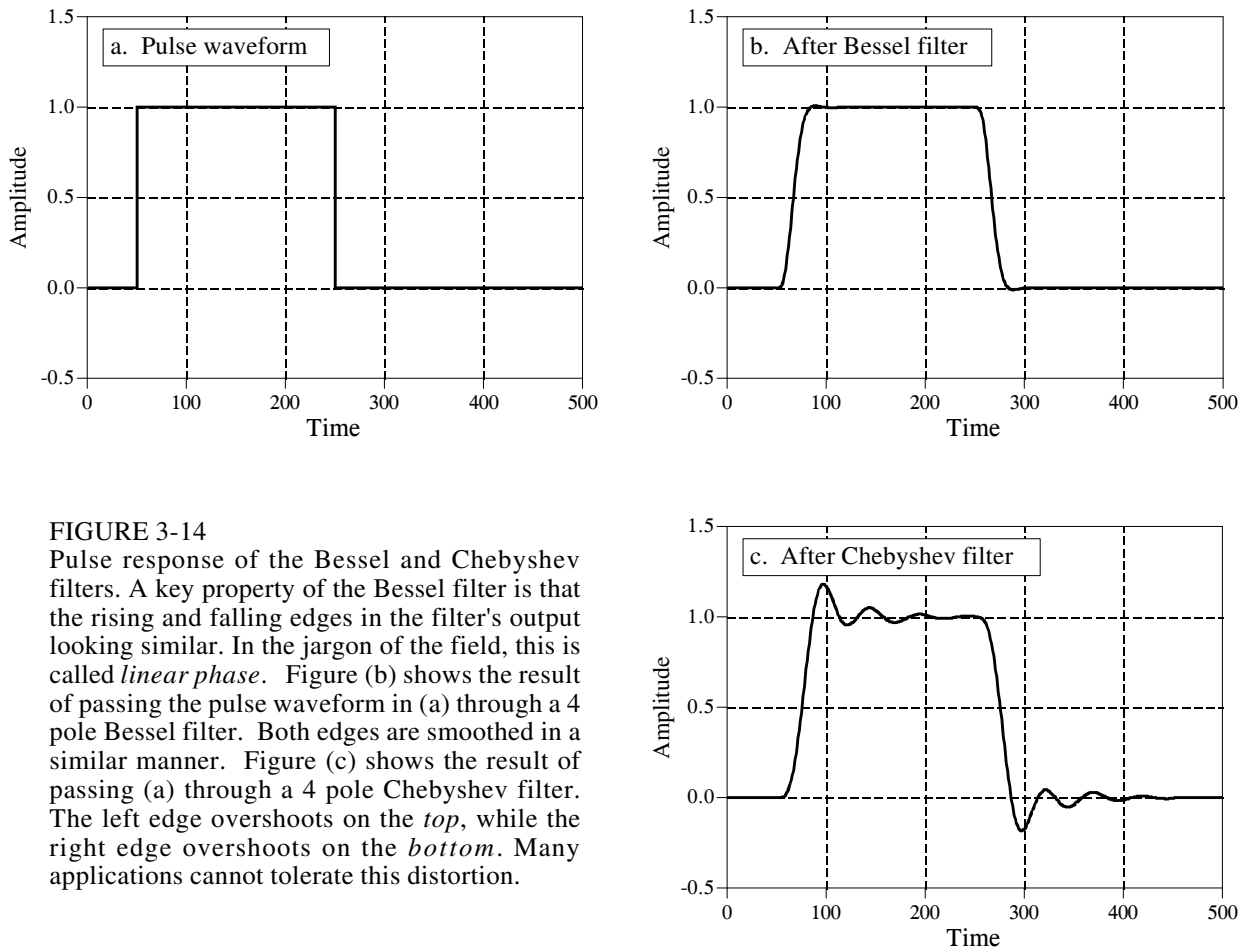 a. Pulse waveform
1.5
1.0
0.5
0.0
-0.5
Amplitude
0 100 200 300 400 500
Time
b. After Bessel filter
1.5
1.0
0.5
0.0
-0.5
Amplitude
0 100 200 300 400 500
Time
FIGURE 3-14
Pulse response of the Bessel and Chebyshev
filters. A key property of the Bessel filter is that
the rising and falling edges in the filter's output
looking similar. In the jargon of the field, this is
called linear phase. Figure (b) shows the result
of passing the pulse waveform in (a) through a 4
pole Bessel filter. Both edges are smoothed in a
similar manner. Figure (c) shows the result of
passing (a) through a 4 pole Chebyshev filter.
The left edge overshoots on the top, while the
right edge overshoots on the bottom. Many
applications cannot tolerate this distortion.
c. After Chebyshev filter
1.5
1.0
0.5
0.0
-0.5
Amplitude
0 100 200 300 400 500
Time